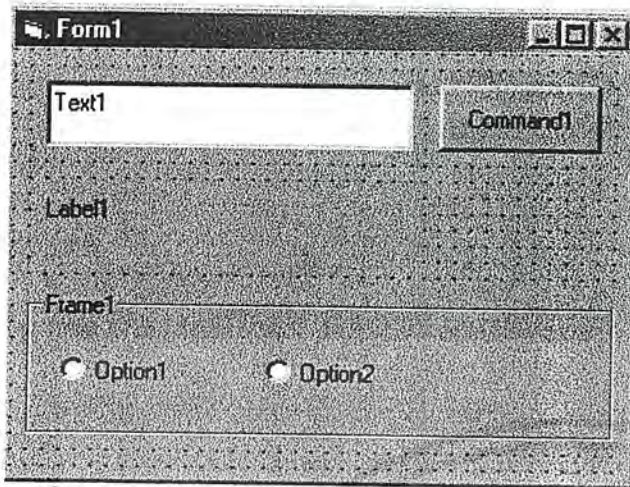 Form1
Text1
Command1
Label1
Frame1
Option1 Option2